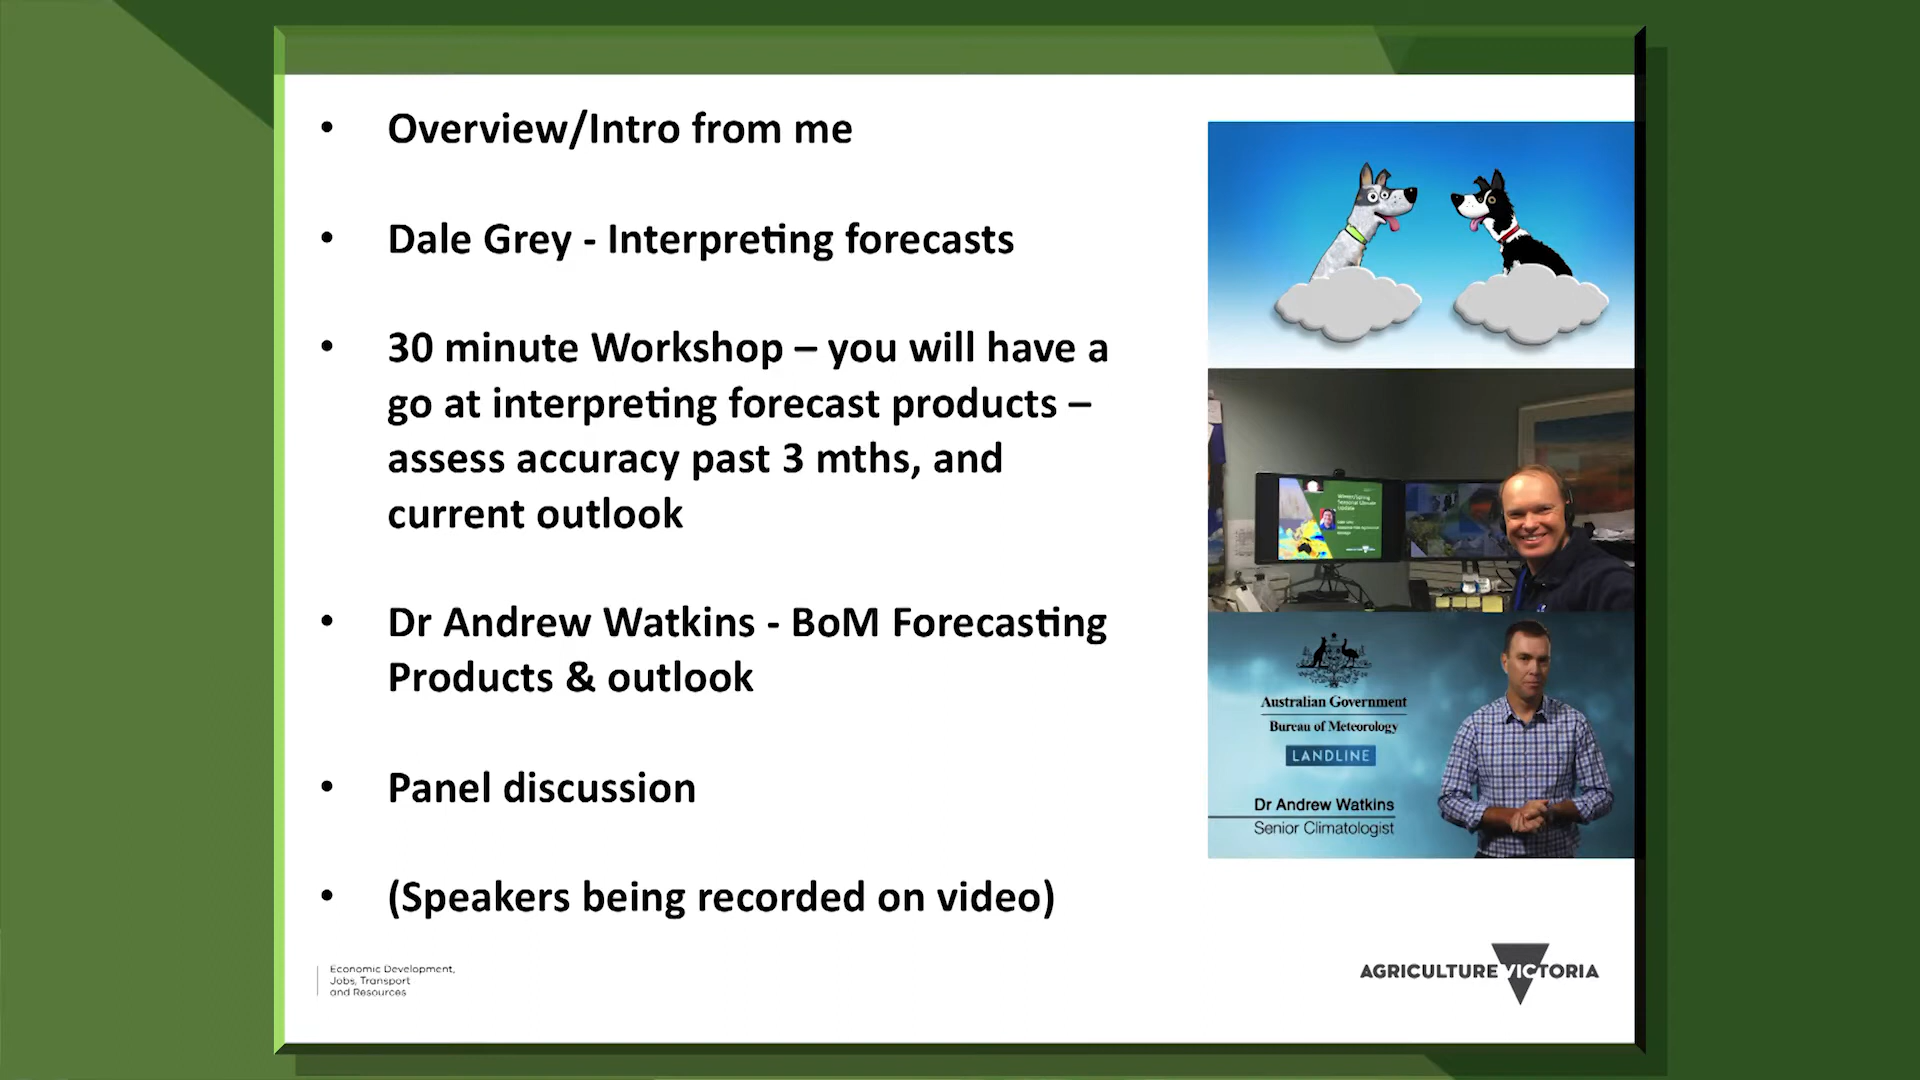 • Overview/Intro from me
• Dale Grey - Interpreting forecasts
• 30 minute Workshop – you will have a
go at interpreting forecast products –
assess accuracy past 3 mths, and
current outlook
• Dr Andrew Watkins - BoM Forecasting
Products & outlook
• Panel discussion
• (Speakers being recorded on video)
Australian Government
Bureau of Meteorology
LANDLINE
Dr Andrew Watkins
Senior Climatologist
Economic Development,
Jobs, Transport
and Resources
AGRICULTURE VICTORIA